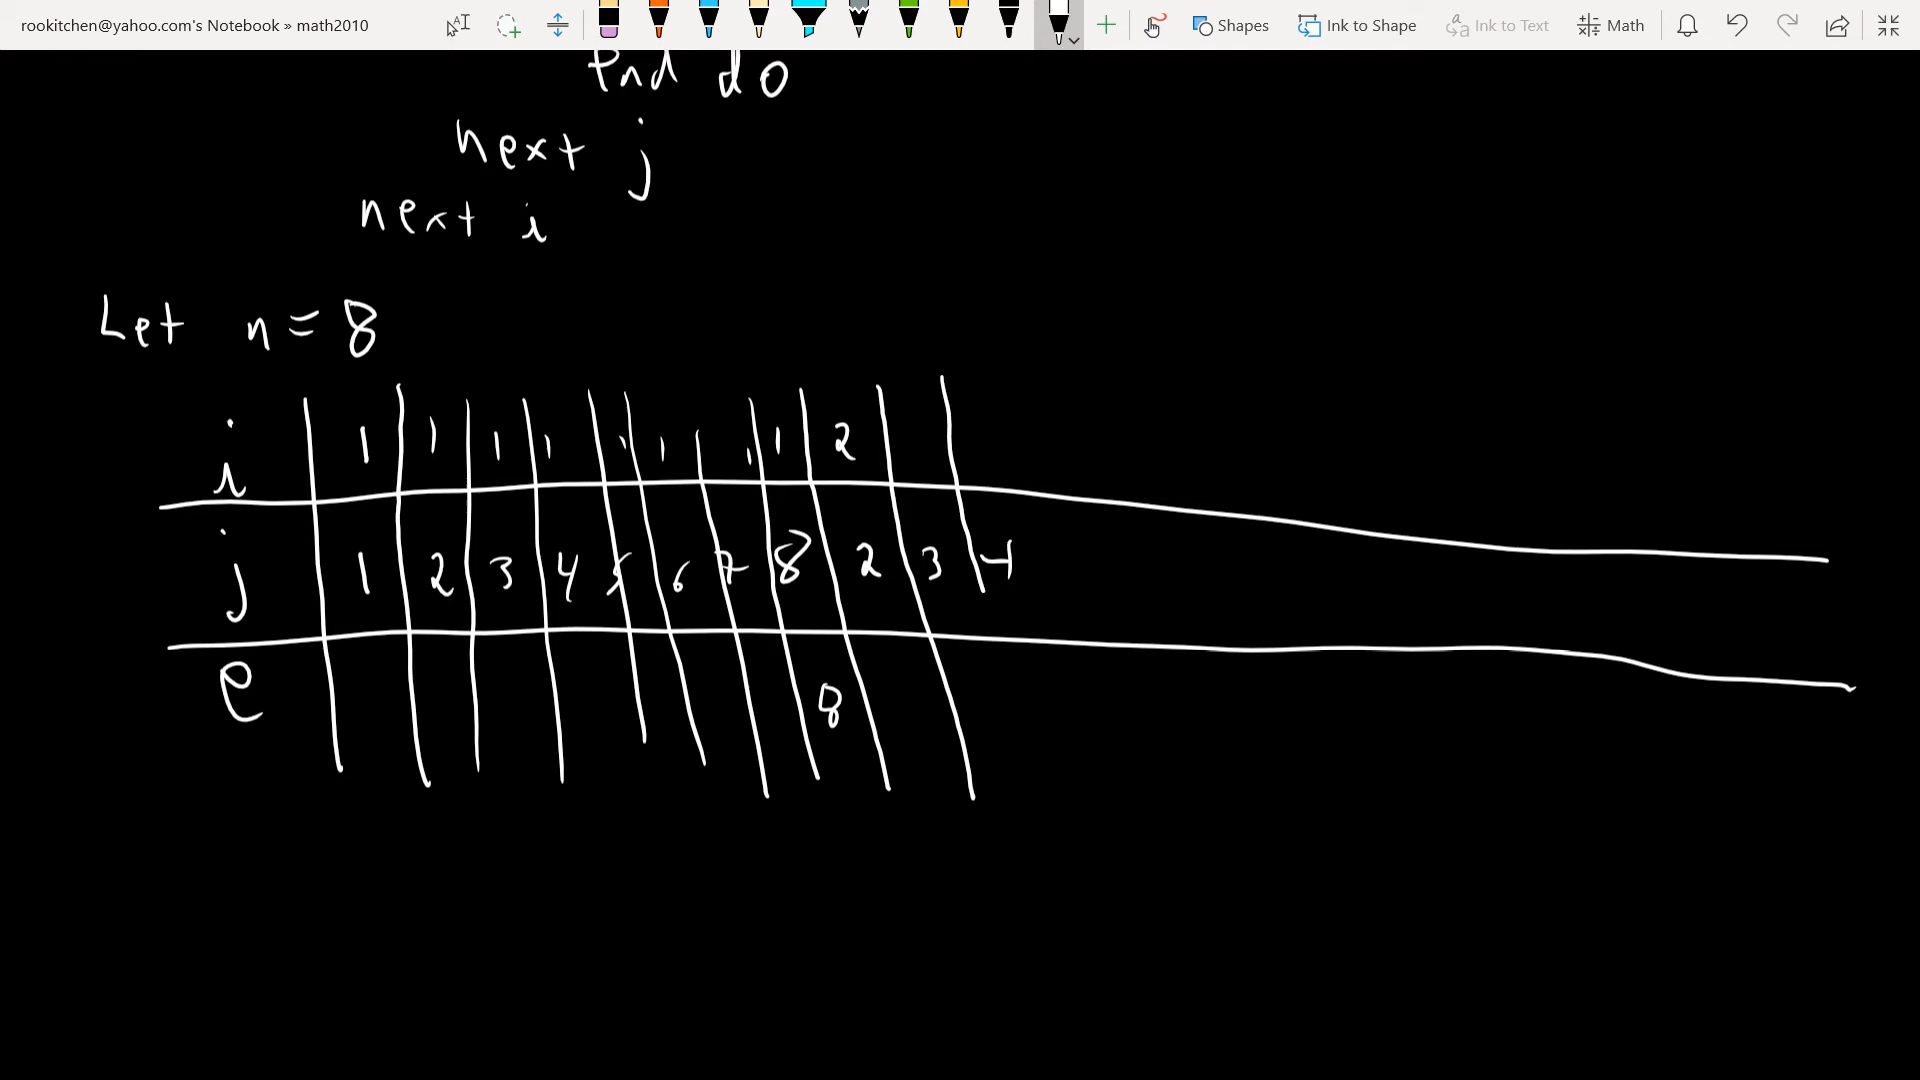 rookitchen@yahoo.com's Notebook » math2010 Shapes Ink to Shape Ink to Text Math
End do
next j
next i
Let n = 8
i 1 1 1 1 1 1 1 1 2
j 1 2 3 4 5 6 7 8 2 3 4
e 8